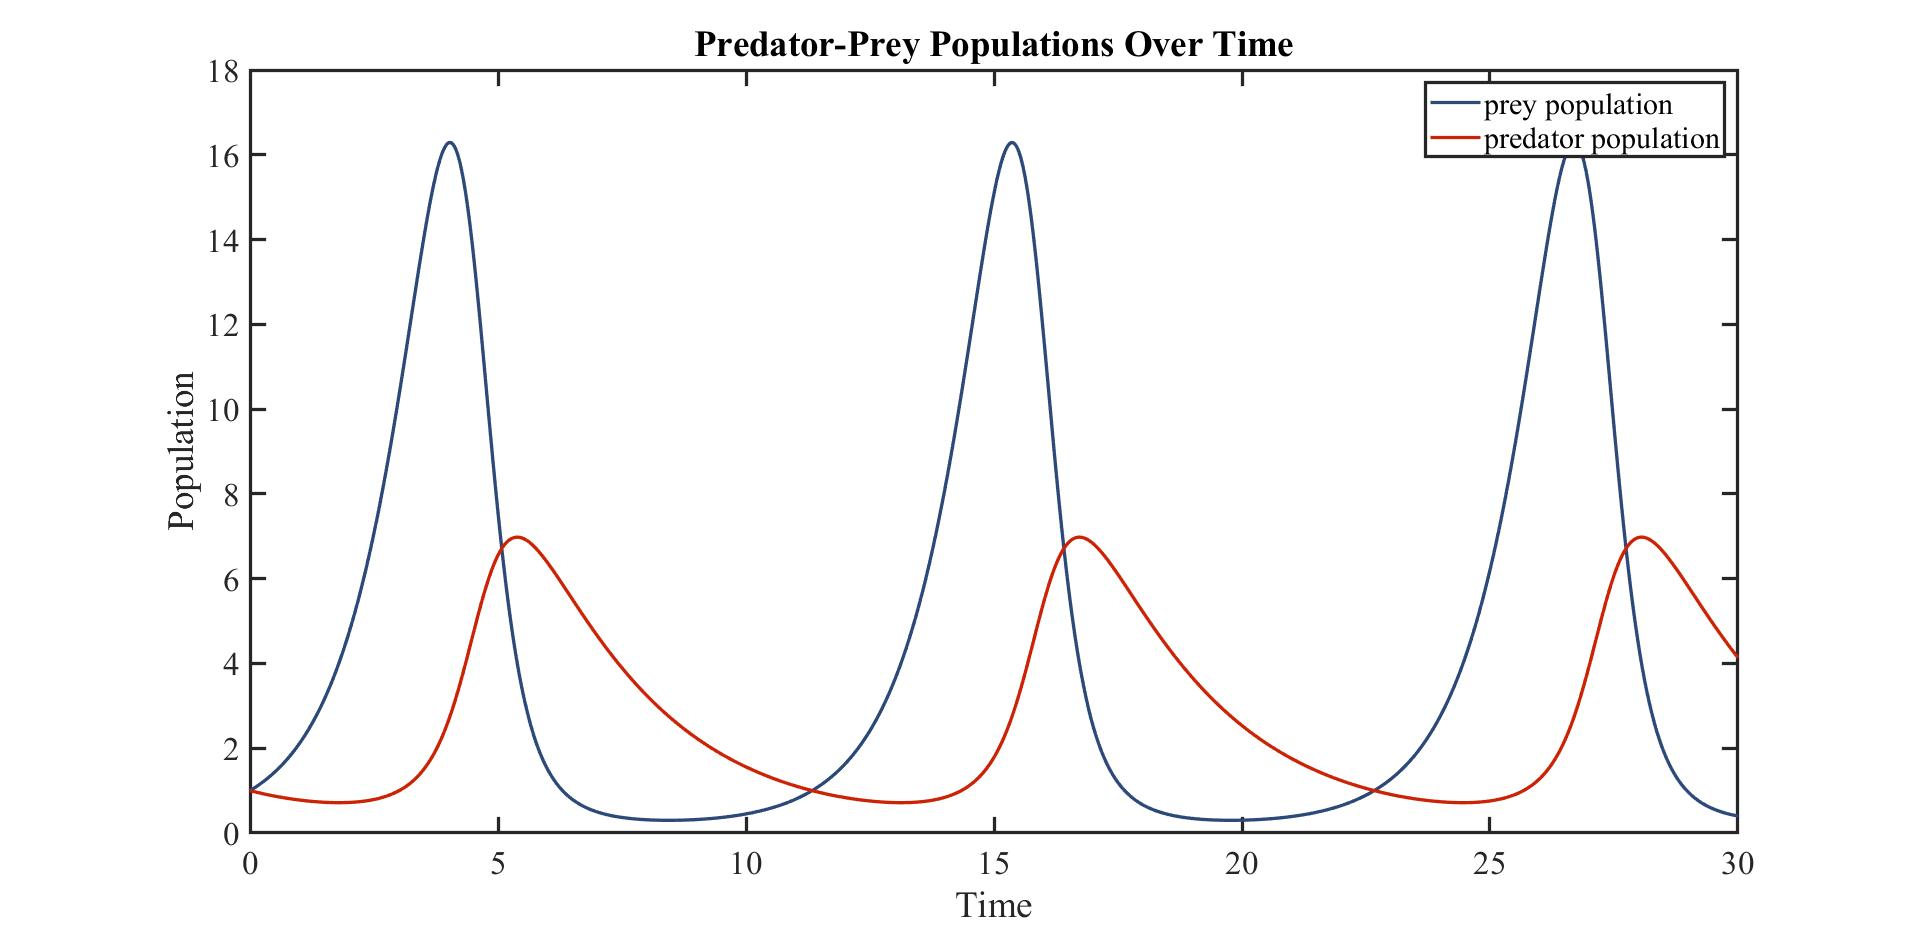 Predator-Prey Populations Over Time
prey population
predator population
Population
18
16
14
12
10
8
6
4
2
0
0 5 10 15 20 25 30
Time